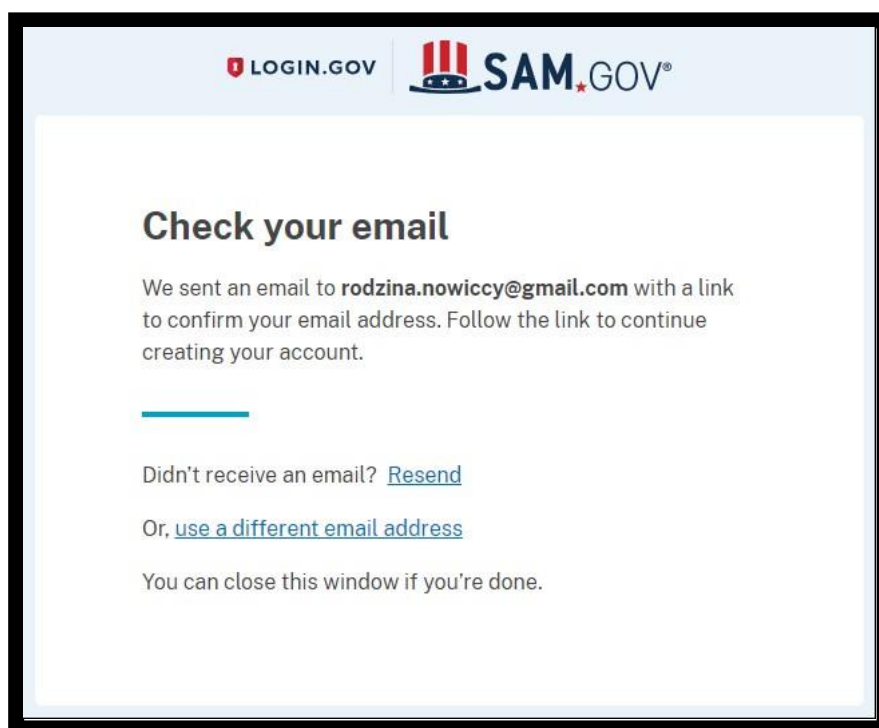 LOGIN.GOV SAM.GOV®
Check your email
We sent an email to rodzina.nowiccy@gmail.com with a link
to confirm your email address. Follow the link to continue
creating your account.
Didn't receive an email? Resend
Or, use a different email address
You can close this window if you're done.